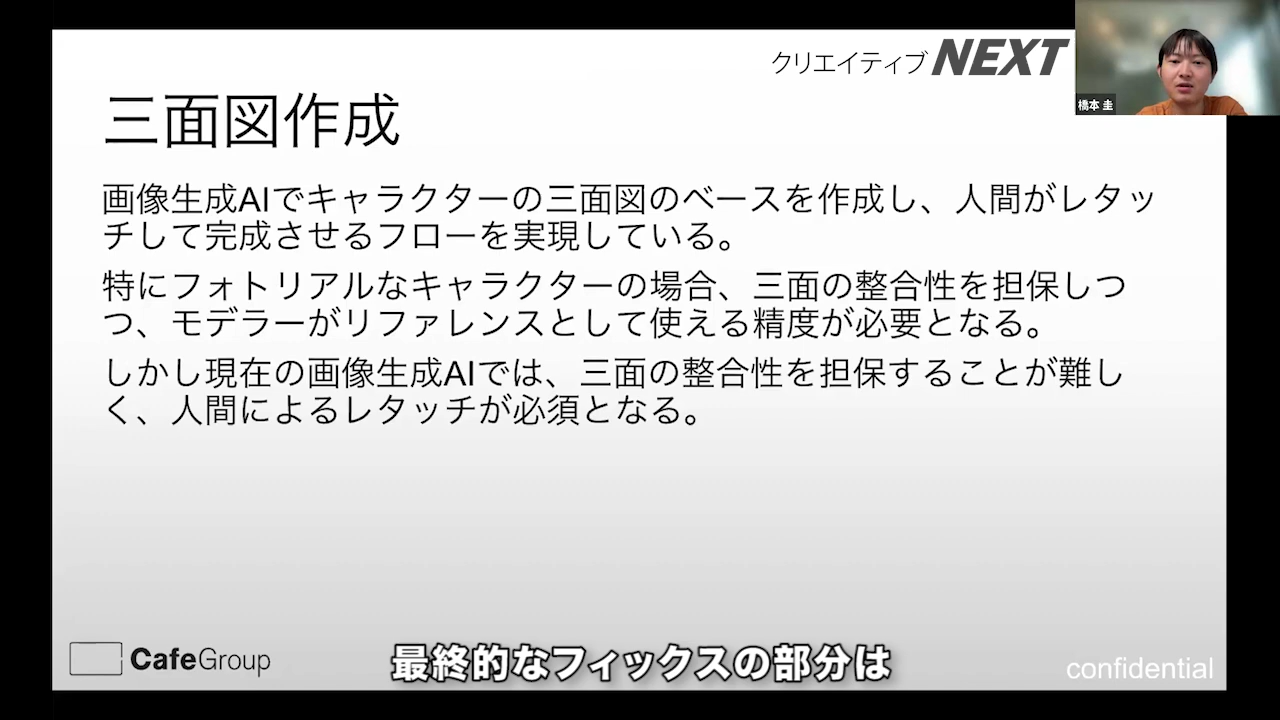 クリエイティブNEXT
橋本 圭
三面図作成
画像生成AIでキャラクターの三面図のベースを作成し、人間がレタッ
チして完成させるフローを実現している。
特にフォトリアルなキャラクターの場合、三面の整合性を担保しつ
つ、モデラーがリファレンスとして使える精度が必要となる。
しかし現在の画像生成AIでは、三面の整合性を担保することが難し
く、人間によるレタッチが必須となる。
CafeGroup
最終的なフィックスの部分は
confidential